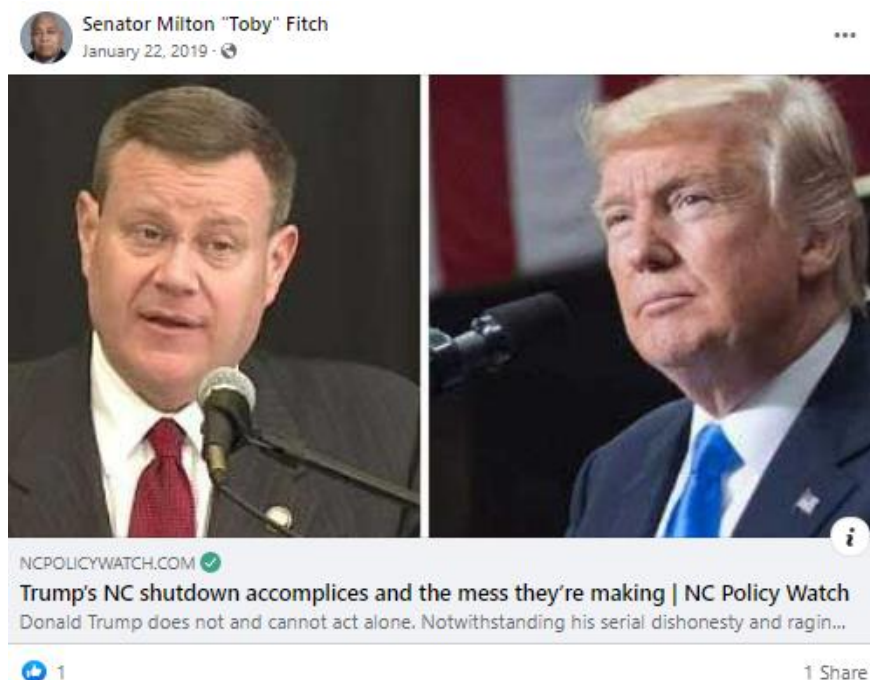 Senator Milton "Toby" Fitch
January 22, 2019 ·
i
NCPOLICYWATCH.COM
Trump's NC shutdown accomplices and the mess they're making | NC Policy Watch
Donald Trump does not and cannot act alone. Notwithstanding his serial dishonesty and ragin...
1
1 Share